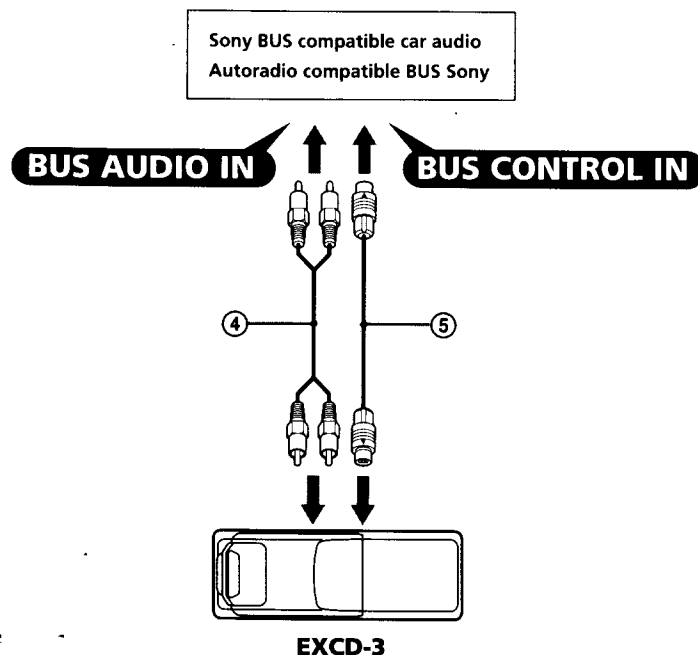 Sony BUS compatible car audio
Autoradio compatible BUS Sony
BUS AUDIO IN
BUS CONTROL IN
4
5
EXCD-3